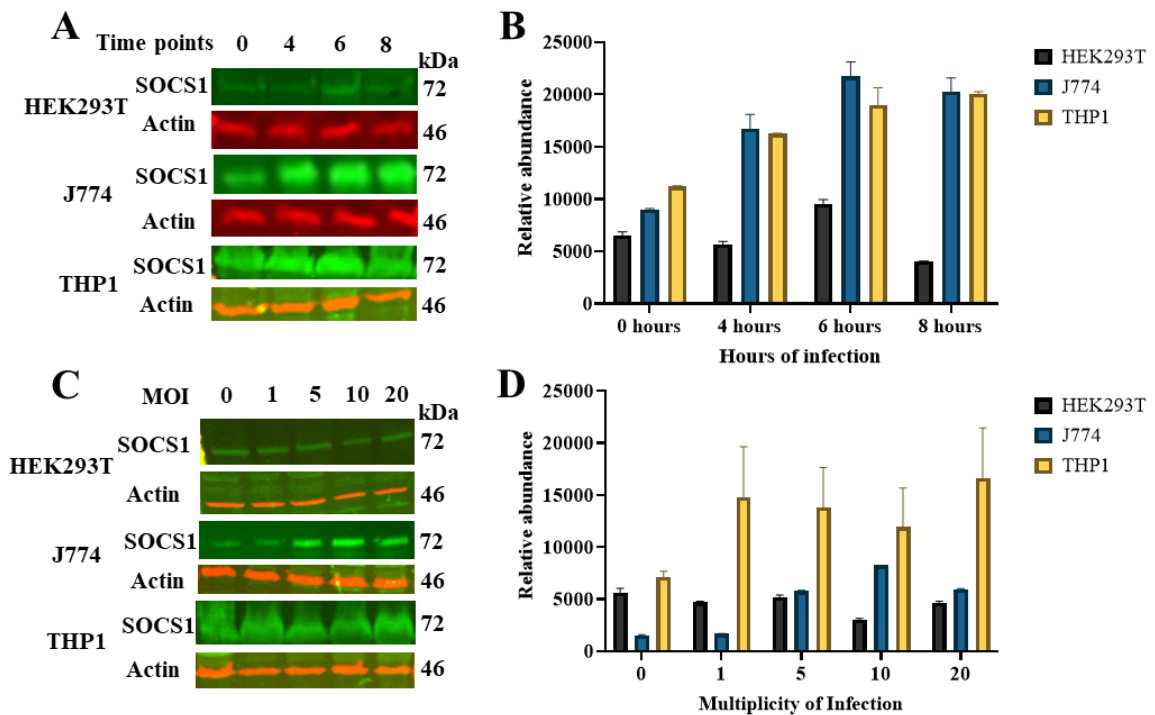 A
Time points 0 4 6 8
kDa
HEK293T
SOCS1 72
Actin 46
J774
SOCS1 72
Actin 46
THP1
SOCS1 72
Actin 46
B
Relative abundance
25000
20000
15000
10000
5000
0
0 hours 4 hours 6 hours 8 hours
Hours of infection
HEK293T
J774
THP1
C
MOI 0 1 5 10 20
kDa
HEK293T
SOCS1 72
Actin 46
J774
SOCS1 72
Actin 46
THP1
SOCS1 72
Actin 46
D
Relative abundance
25000
20000
15000
10000
5000
0
0 1 5 10 20
Multiplicity of Infection
HEK293T
J774
THP1